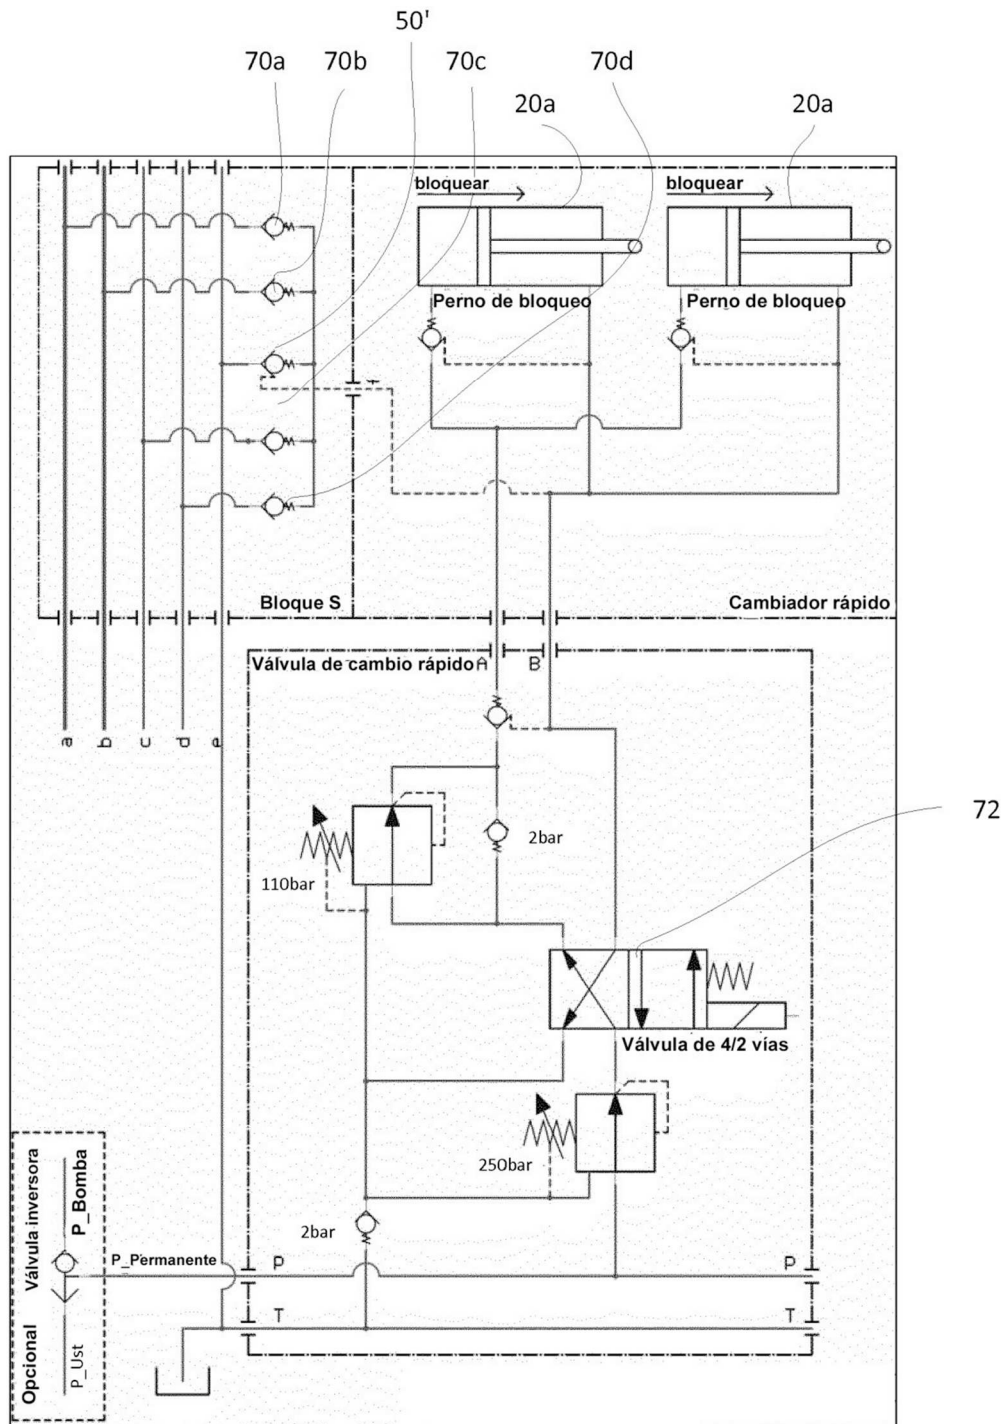 50'
70a
70b
70c
70d
20a
20a
bloquear
bloquear
Perno de bloqueo
Perno de bloqueo
f
Bloque S
Cambiador rápido
Válvula de cambio rápido
A
B
a
b
c
d
e
2bar
72
110bar
Válvula de 4/2 vías
250bar
2bar
Válvula inversora
P_Bomba
P_Permanente
P
P
T
T
Opcional
P_Ust